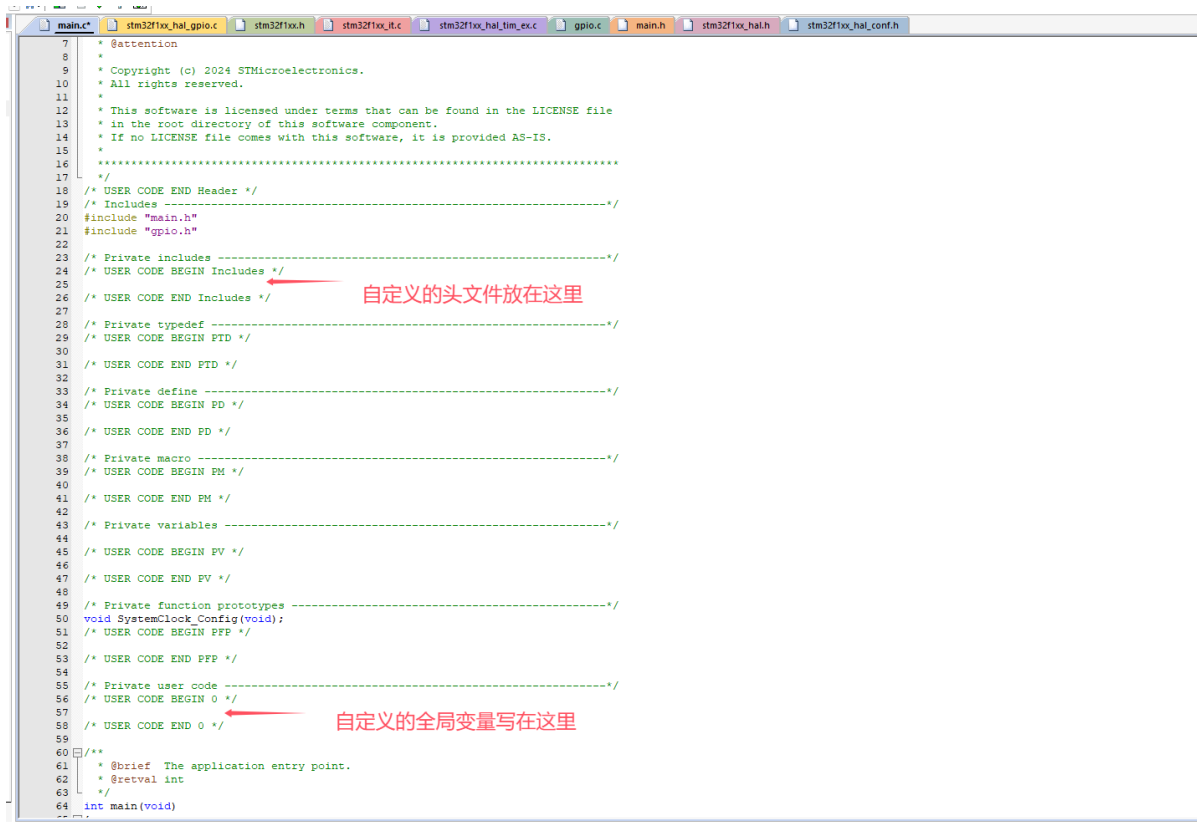 main.c* stm32f1xx_hal_gpio.c stm32f1xx.h stm32f1xx_it.c stm32f1xx_hal_tim_ex.c gpio.c main.h stm32f1xx_hal.h stm32f1xx_hal_conf.h
7 * @attention
8 *
9 * Copyright (c) 2024 STMicroelectronics.
10 * All rights reserved.
11 *
12 * This software is licensed under terms that can be found in the LICENSE file
13 * in the root directory of this software component.
14 * If no LICENSE file comes with this software, it is provided AS-IS.
15 *
16 ******************************************************************************
17 */
18 /* USER CODE END Header */
19 /* Includes ------------------------------------------------------------------*/
20 #include "main.h"
21 #include "gpio.h"
22
23 /* Private includes ----------------------------------------------------------*/
24 /* USER CODE BEGIN Includes */
25
自定义的头文件放在这里
26 /* USER CODE END Includes */
27
28 /* Private typedef -----------------------------------------------------------*/
29 /* USER CODE BEGIN PTD */
30
31 /* USER CODE END PTD */
32
33 /* Private define ------------------------------------------------------------*/
34 /* USER CODE BEGIN PD */
35
36 /* USER CODE END PD */
37
38 /* Private macro -------------------------------------------------------------*/
39 /* USER CODE BEGIN PM */
40
41 /* USER CODE END PM */
42
43 /* Private variables ---------------------------------------------------------*/
44
45 /* USER CODE BEGIN PV */
46
47 /* USER CODE END PV */
48
49 /* Private function prototypes -----------------------------------------------*/
50 void SystemClock_Config(void);
51 /* USER CODE BEGIN PFP */
52
53 /* USER CODE END PFP */
54
55 /* Private user code ---------------------------------------------------------*/
56 /* USER CODE BEGIN 0 */
57
58 /* USER CODE END 0 */
自定义的全局变量写在这里
59
60 /**
61 * @brief The application entry point.
62 * @retval int
63 */
64 int main(void)